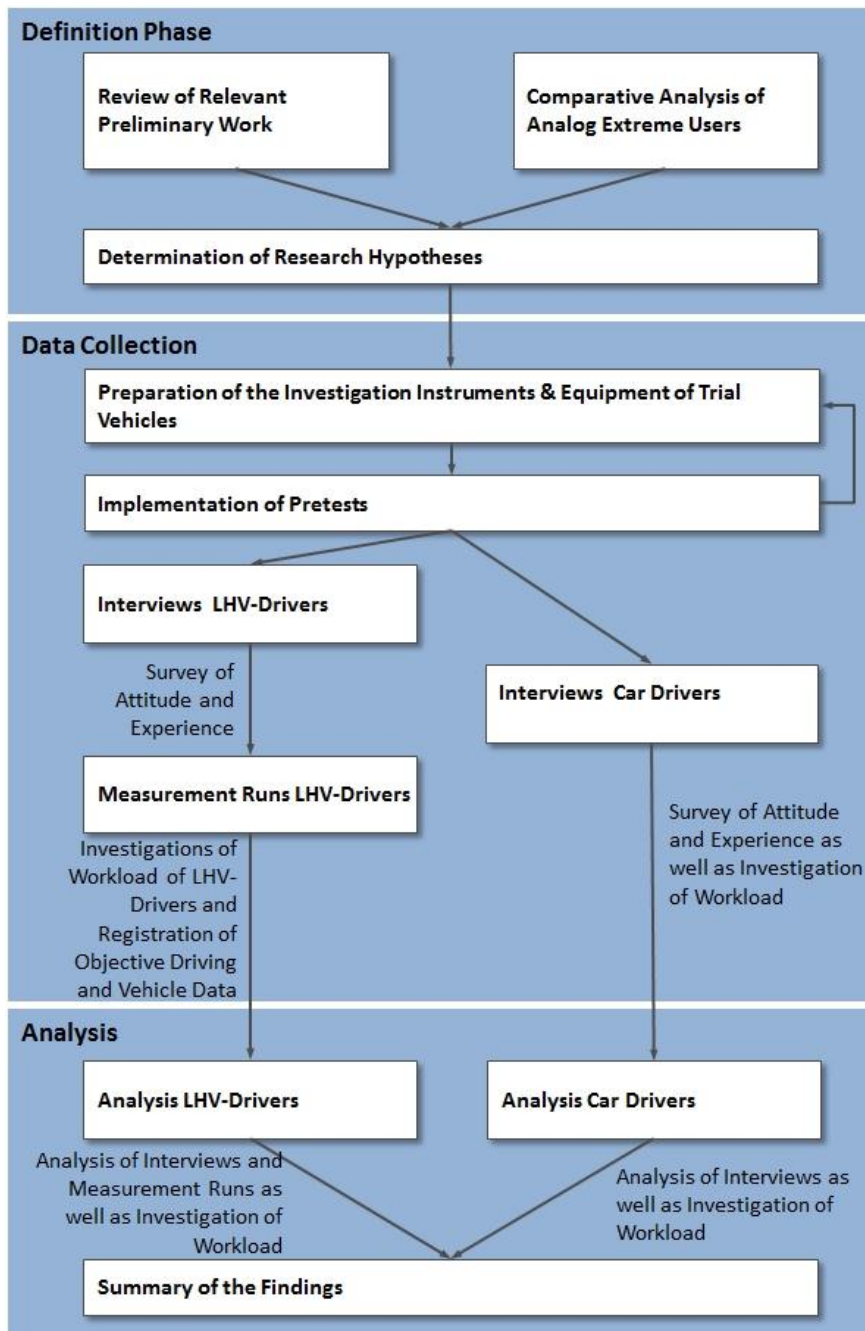 Definition Phase
Review of Relevant
Preliminary Work
Comparative Analysis of
Analog Extreme Users
Determination of Research Hypotheses
Data Collection
Preparation of the Investigation Instruments & Equipment of Trial
Vehicles
Implementation of Pretests
Interviews LHV-Drivers
Survey of
Attitude and
Experience
Interviews Car Drivers
Measurement Runs LHV-Drivers
Investigations of
Workload of LHV-
Drivers and
Registration of
Objective Driving
and Vehicle Data
Survey of Attitude
and Experience as
well as Investigation
of Workload
Analysis
Analysis LHV-Drivers
Analysis Car Drivers
Analysis of Interviews and
Measurement Runs as
well as Investigation of
Workload
Analysis of Interviews as
well as Investigation of
Workload
Summary of the Findings